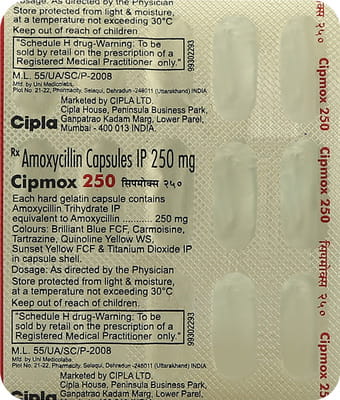 Dosage: As directed by the Physician
Store protected from light & moisture,
at a temperature not exceeding 30°C
Keep out of reach of children.
"Schedule H drug-Warning: To be
sold by retail on the prescription of a
Registered Medical Practitioner only."
99302293
M.L. 55/UA/SC/P-2008
Mfd. by Uni Medicolabs
Plot No. 21-22, Pharmacity, Selaqui, Dehradun -248011 (Uttarakhand) INDIA
Marketed by CIPLA LTD.
Cipla House, Peninsula Business Park,
Ganpatrao Kadam Marg, Lower Parel,
Mumbai - 400 013 INDIA.
Cipla
Rx Amoxycillin Capsules IP 250 mg
Cipmox 250 सिपमोक्स २५०
Each hard gelatin capsule contains
Amoxycillin Trihydrate IP
equivalent to Amoxycillin ........... 250 mg
Colours: Brilliant Blue FCF, Carmoisine,
Tartrazine, Quinoline Yellow WS,
Sunset Yellow FCF & Titanium Dioxide IP
in capsule shell.
Dosage: As directed by the Physician
Store protected from light & moisture,
at a temperature not exceeding 30°C
Keep out of reach of children.
"Schedule H drug-Warning: To be
sold by retail on the prescription of a
Registered Medical Practitioner only."
99302293
M.L. 55/UA/SC/P-2008
Mfd. by Uni Medicolabs
Plot No. 21-22, Pharmacity, Selaqui, Dehradun -248011 (Uttarakhand) INDIA
Marketed by CIPLA LTD.
Cipla House, Peninsula Business Park,
Ganpatrao Kadam Marg, Lower Parel,
Cipla
२५०
Cipmox 250
सिपमोक्स २५०
Cipmox 250
सिपमोक्स २५०
Cipmox 250